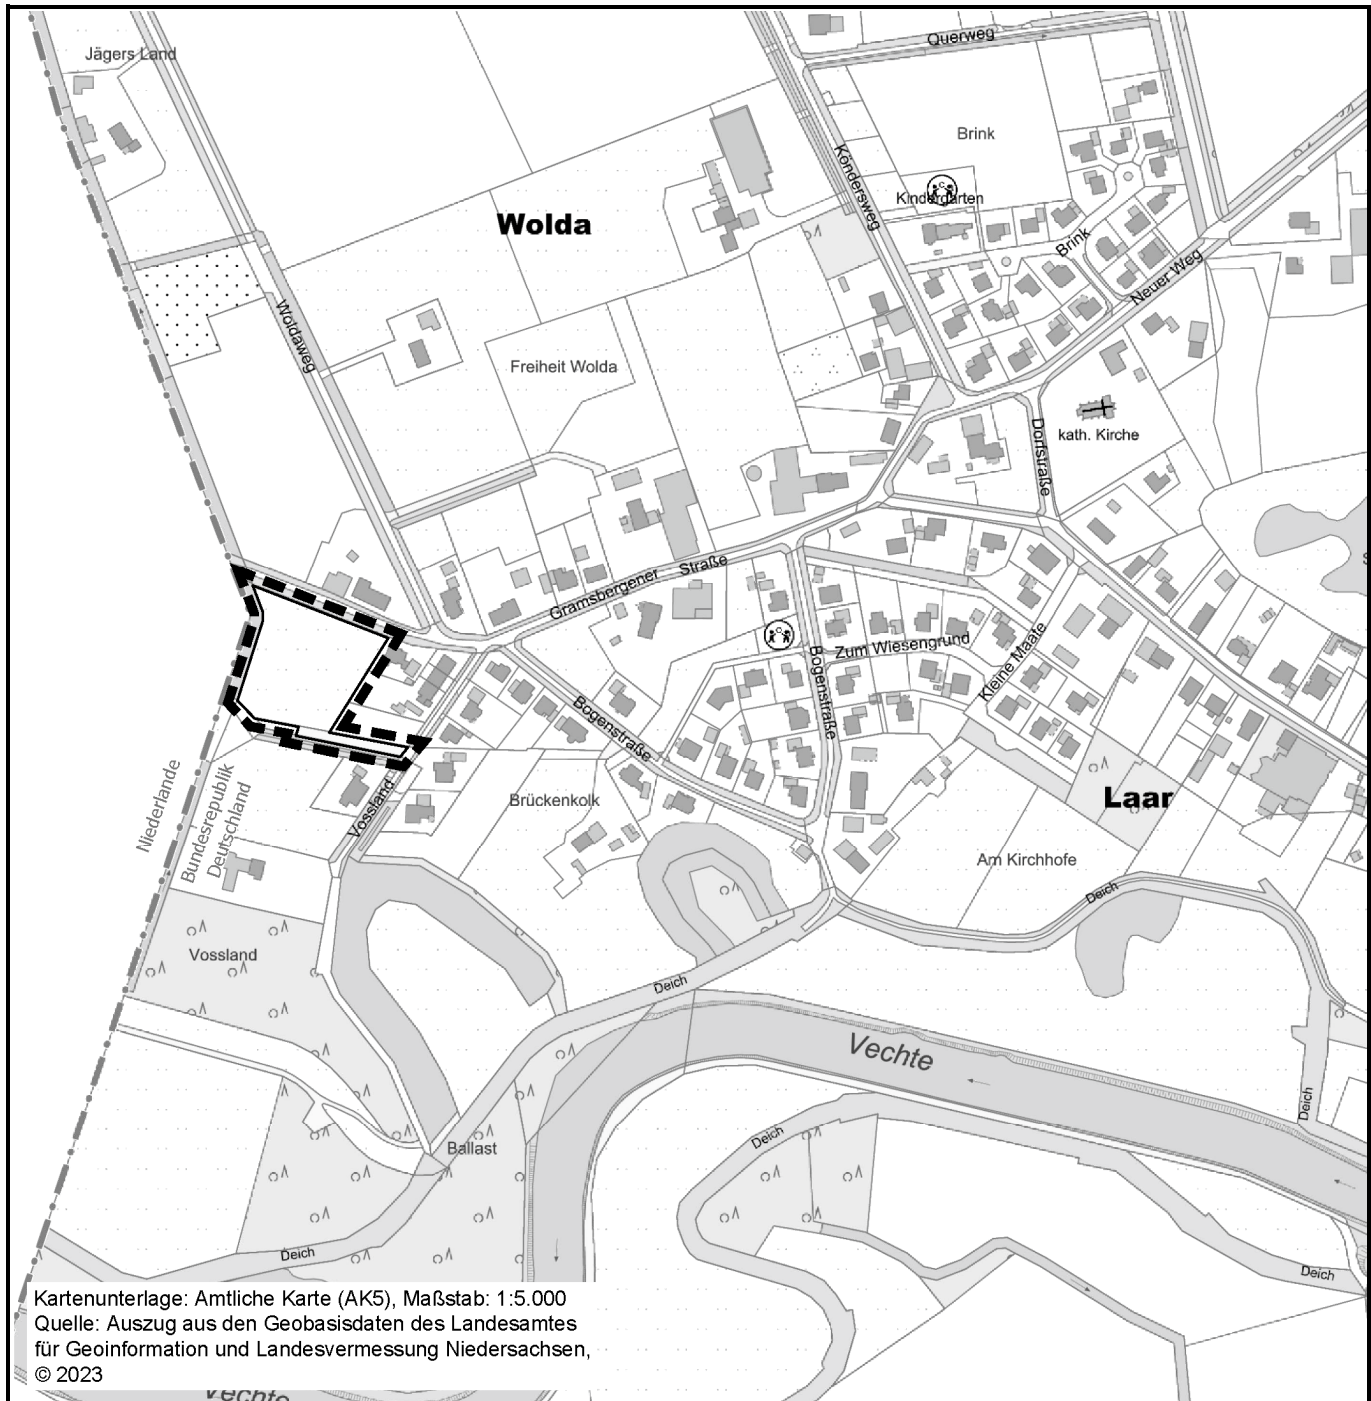 Jägers Land
Querweg
Brink
Köndersweg
Kindergarten
Wolda
Brink
Neuer Weg
Woldaweg
Freiheit Wolda
Dorfstraße
kath. Kirche
Gramsbergener Straße
Zum Wiesengrund
Kleine Maate
Bogenstraße
Bogenstraße
Niederlande
Bundesrepublik
Deutschland
Vossland
Brückenkolk
Laar
Am Kirchhofe
Deich
Vossland
Deich
Vechte
Deich
Deich
Ballast
Deich
Deich
Kartenunterlage: Amtliche Karte (AK5), Maßstab: 1:5.000
Quelle: Auszug aus den Geobasisdaten des Landesamtes
für Geoinformation und Landesvermessung Niedersachsen,
© 2023
Vechte